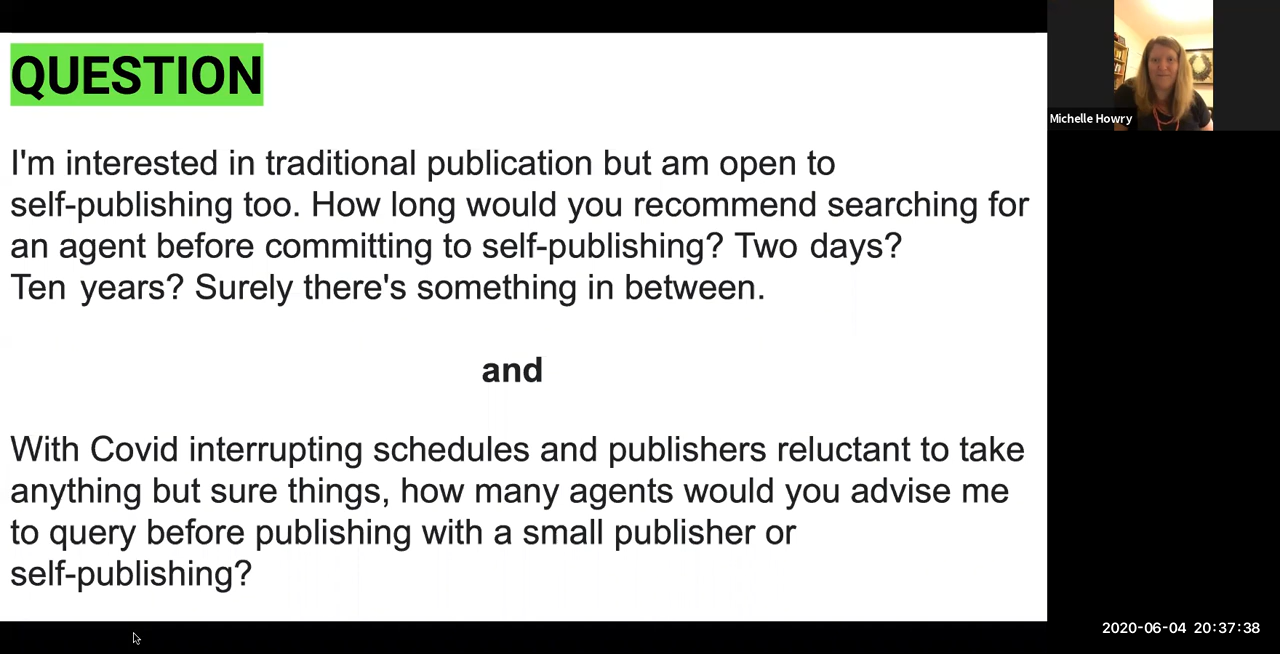 QUESTION
I'm interested in traditional publication but am open to
self-publishing too. How long would you recommend searching for
an agent before committing to self-publishing? Two days?
Ten years? Surely there's something in between.
and
With Covid interrupting schedules and publishers reluctant to take
anything but sure things, how many agents would you advise me
to query before publishing with a small publisher or
self-publishing?
Michelle Howry
2020-06-04 20:37:38